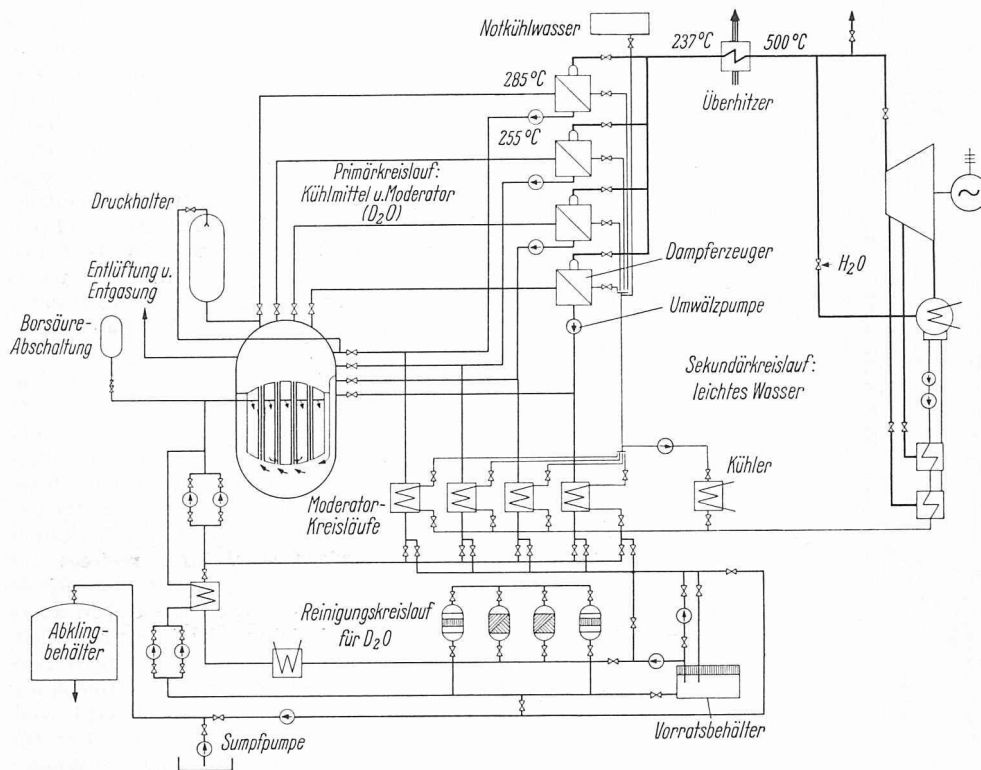 Notkühlwasser
237°C
500°C
285°C
Überhitzer
255°C
Primärkreislauf:
Kühlmittel u. Moderator
(D₂O)
Druckhalter
Entlüftung u.
Entgasung
Borsäure-
Abschaltung
Dampferzeuger
H₂O
Umwälzpumpe
Sekundärkreislauf:
leichtes Wasser
Kühler
Moderator-
Kreisläufe
Reinigungskreislauf
für D₂O
Abkling-
behälter
Vorratsbehälter
Sumpfpumpe